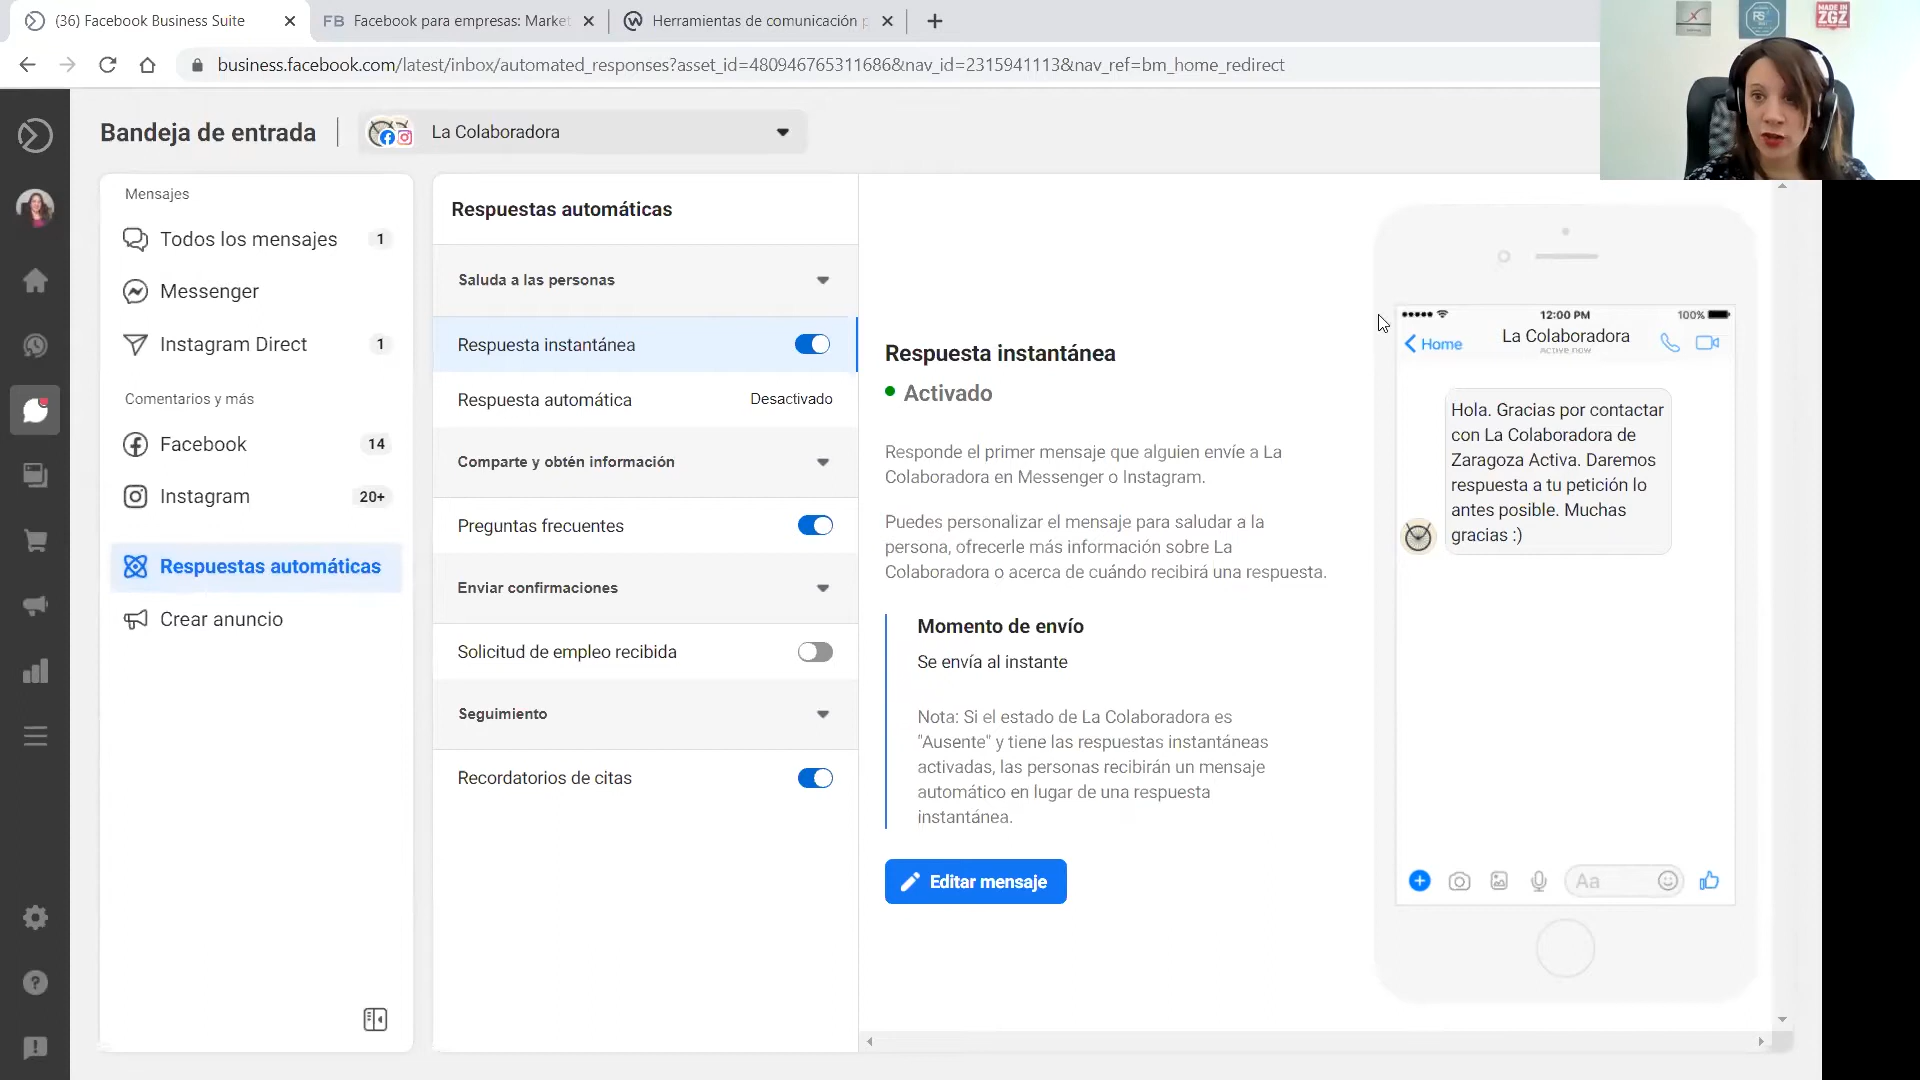 (36) Facebook Business Suite
FB Facebook para empresas: Market
Herramientas de comunicación p
business.facebook.com/latest/inbox/automated_responses?asset_id=480946765311686&nav_id=2315941113&nav_ref=bm_home_redirect
RS
MADE IN
ZGZ
Bandeja de entrada
La Colaboradora
Mensajes
Todos los mensajes 1
Messenger
Instagram Direct 1
Comentarios y más
Facebook 14
Instagram 20+
Respuestas automáticas
Crear anuncio
Respuestas automáticas
Saluda a las personas
Respuesta instantánea
Respuesta automática Desactivado
Comparte y obtén información
Preguntas frecuentes
Enviar confirmaciones
Solicitud de empleo recibida
Seguimiento
Recordatorios de citas
Respuesta instantánea
Activado
Responde el primer mensaje que alguien envíe a La
Colaboradora en Messenger o Instagram.
Puedes personalizar el mensaje para saludar a la
persona, ofrecerle más información sobre La
Colaboradora o acerca de cuándo recibirá una respuesta.
Momento de envío
Se envía al instante
Nota: Si el estado de La Colaboradora es
"Ausente" y tiene las respuestas instantáneas
activadas, las personas recibirán un mensaje
automático en lugar de una respuesta
instantánea.
Editar mensaje
12:00 PM 100%
Home
La Colaboradora
Active now
Hola. Gracias por contactar
con La Colaboradora de
Zaragoza Activa. Daremos
respuesta a tu petición lo
antes posible. Muchas
gracias :)
Aa